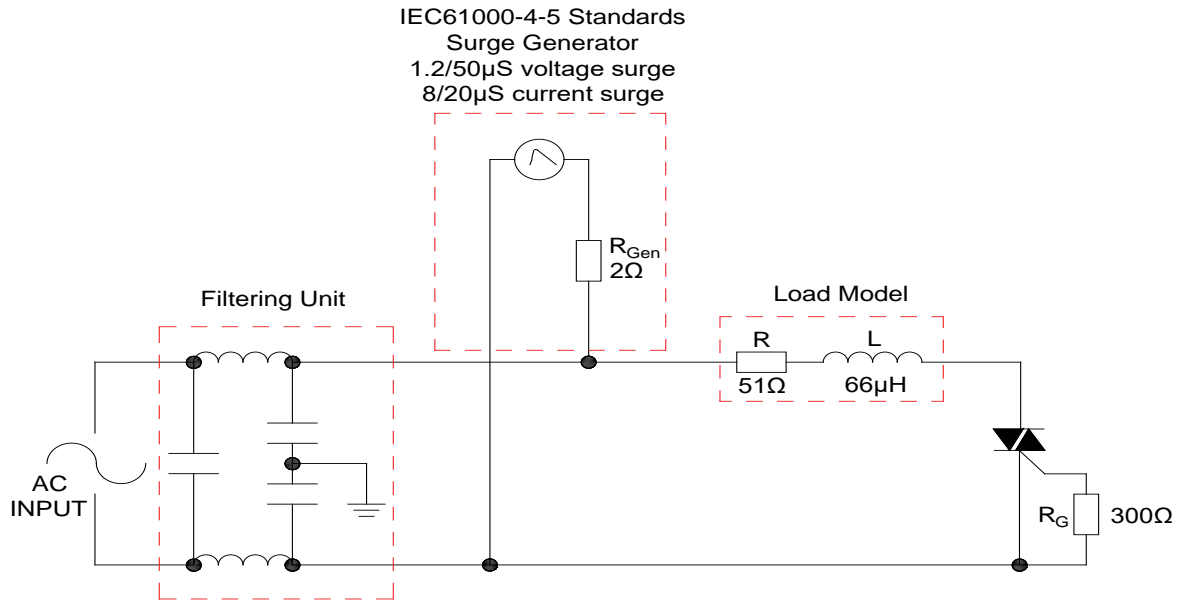 IEC61000-4-5 Standards
Surge Generator
1.2/50µS voltage surge
8/20µS current surge
RGen
2Ω
Filtering Unit
Load Model
R
L
51Ω
66µH
AC
INPUT
RG
300Ω